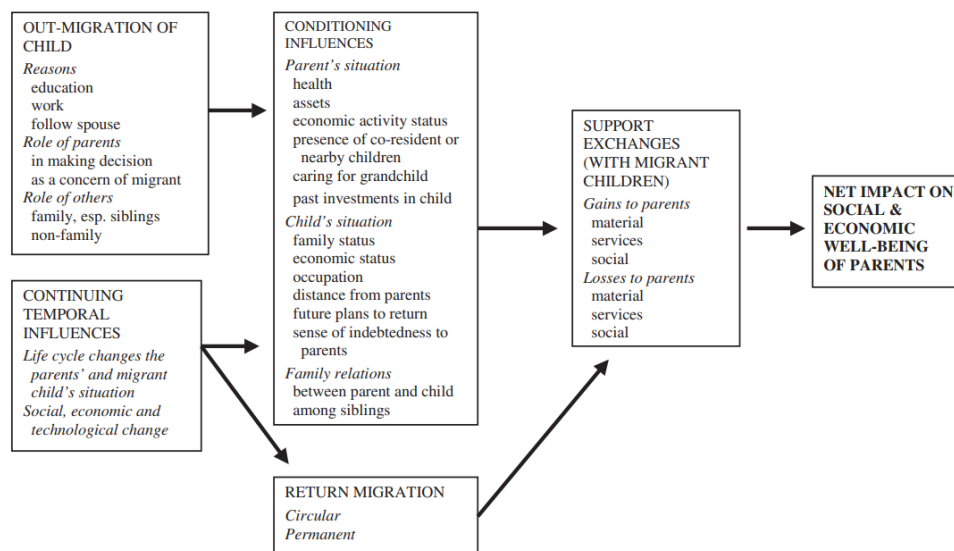 OUT-MIGRATION OF
CHILD
Reasons
education
work
follow spouse
Role of parents
in making decision
as a concern of migrant
Role of others
family, esp. siblings
non-family
CONTINUING
TEMPORAL
INFLUENCES
Life cycle changes the
parents' and migrant
child's situation
Social, economic and
technological change
CONDITIONING
INFLUENCES
Parent's situation
health
assets
economic activity status
presence of co-resident or
nearby children
caring for grandchild
past investments in child
Child's situation
family status
economic status
occupation
distance from parents
future plans to return
sense of indebtedness to
parents
Family relations
between parent and child
among siblings
RETURN MIGRATION
Circular
Permanent
SUPPORT
EXCHANGES
(WITH MIGRANT
CHILDREN)
Gains to parents
material
services
social
Losses to parents
material
services
social
NET IMPACT ON
SOCIAL &
ECONOMIC
WELL-BEING
OF PARENTS